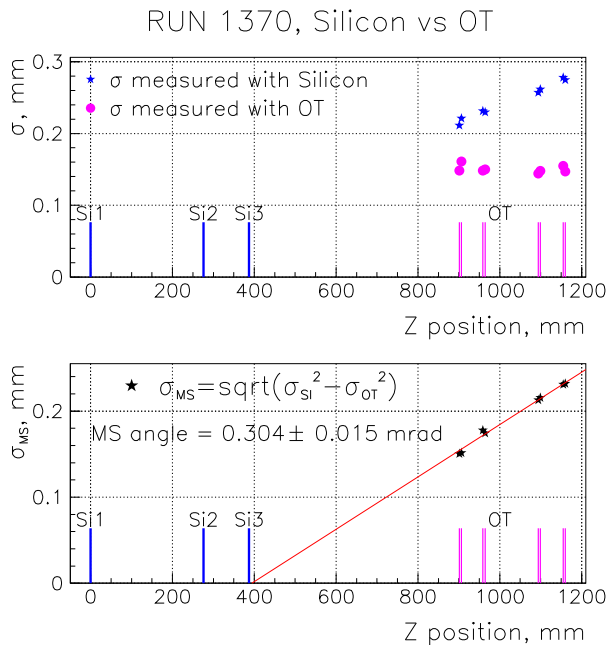 RUN 1370, Silicon vs OT
σ, mm
0.3
0.2
0.1
0
σ measured with Silicon
σ measured with OT
Si1 Si2 Si3 OT
0 200 400 600 800 1000 1200
Z position, mm
σMS, mm
0.2
0.1
0
σMS=sqrt(σSI²−σOT²)
MS angle = 0.304± 0.015 mrad
Si1 Si2 Si3 OT
0 200 400 600 800 1000 1200
Z position, mm